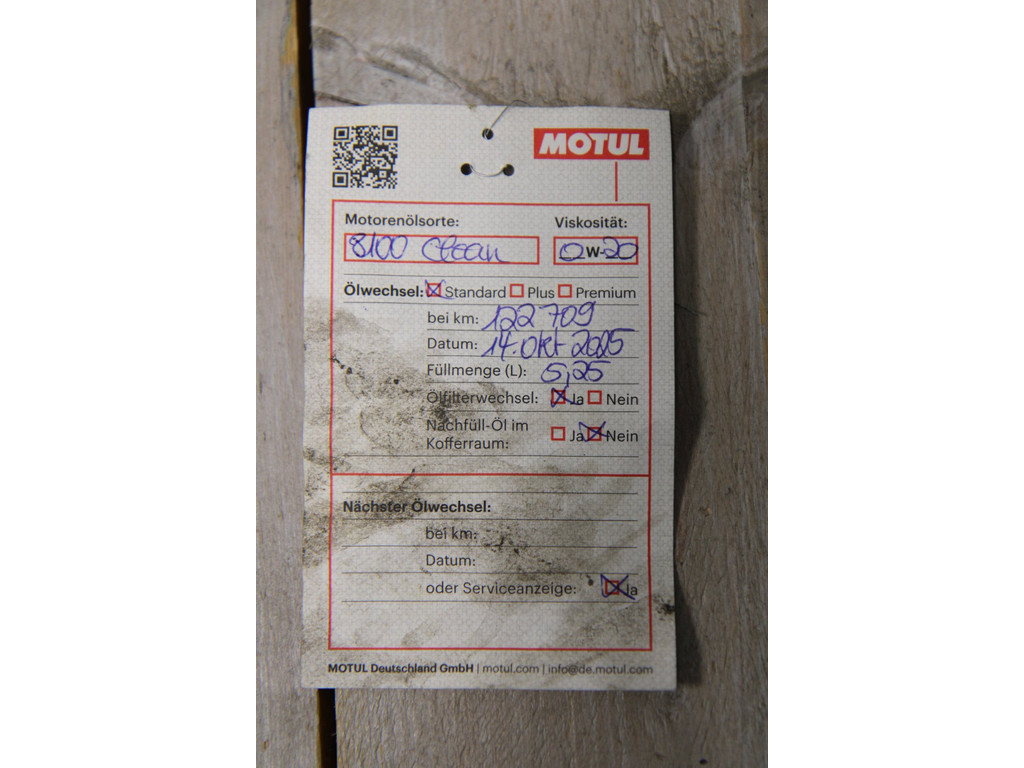 MOTUL
Motorenölsorte: Viskosität:
8100 Clean 0W-20
Ölwechsel: Standard Plus Premium
bei km: 122 709
Datum: 14. Okt 2025
Füllmenge (L): 5,25
Ölfilterwechsel: Ja Nein
Nachfüll-Öl im
Kofferraum: Ja Nein
Nächster Ölwechsel:
bei km:
Datum:
oder Serviceanzeige: Ja
MOTUL Deutschland GmbH | motul.com | info@de.motul.com